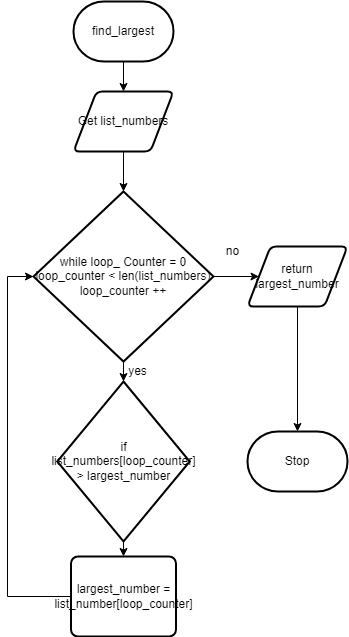 find_largest
Get list_numbers
while loop_ Counter = 0
loop_counter < len(list_numbers)
loop_counter ++
no
return
largest_number
yes
if
list_numbers[loop_counter]
> largest_number
Stop
largest_number =
list_number[loop_counter]